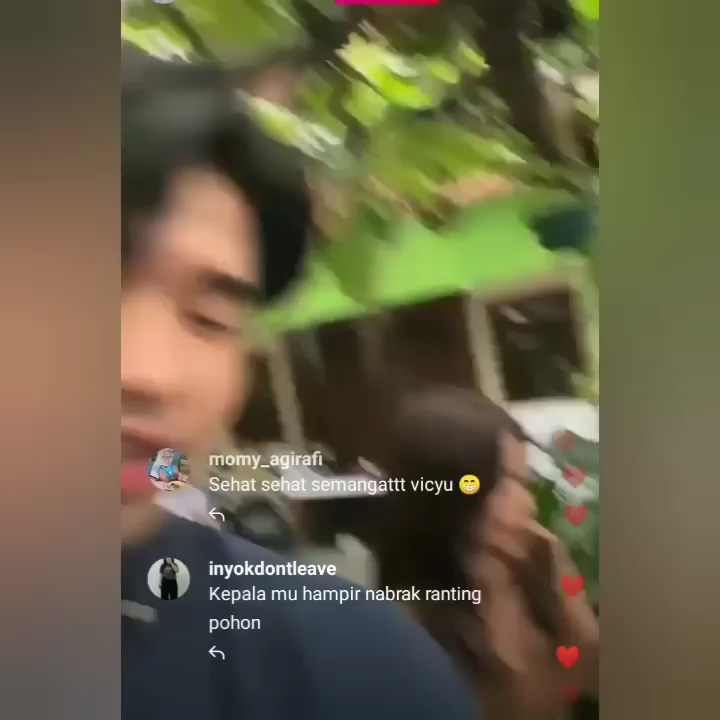 momy_agirafi
Sehat sehat semangattt vicyu 😁
inyokdontleave
Kepala mu hampir nabrak ranting
pohon